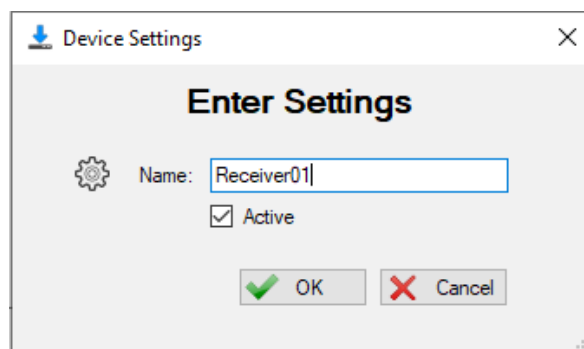 Device Settings
Enter Settings
Name: Receiver01
Active
OK Cancel